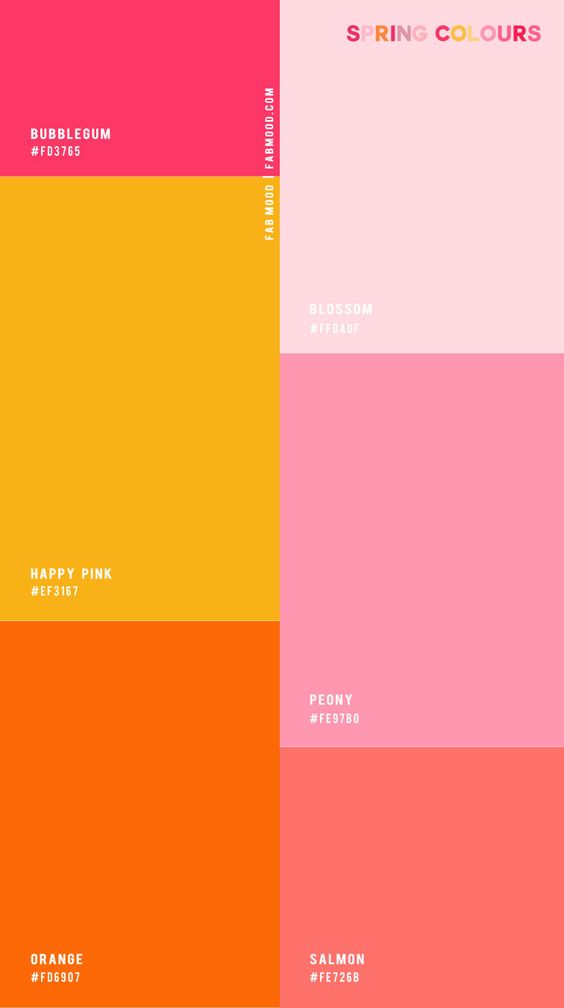 SPRING COLOURS
BUBBLEGUM
#FD3765
FAB MOOD | FABMOOD.COM
BLOSSOM
#FFDADF
HAPPY PINK
#EF3167
PEONY
#FE97B0
ORANGE
#FD6907
SALMON
#FE726B